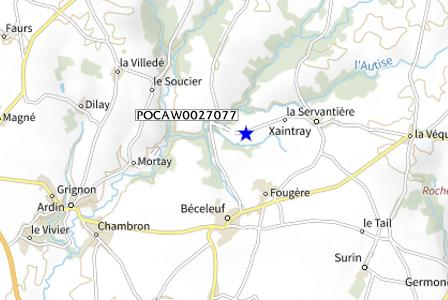 Faurs
la Villedé
l'Autise
le Soucier
Dilay
Magné
POCAW0027077
la Servantière
Xaintray
la Véqu
Mortay
Grignon
Fougère
Roche
Ardin
Béceleuf
le Vivier
Chambron
le Tail
Surin
Germon